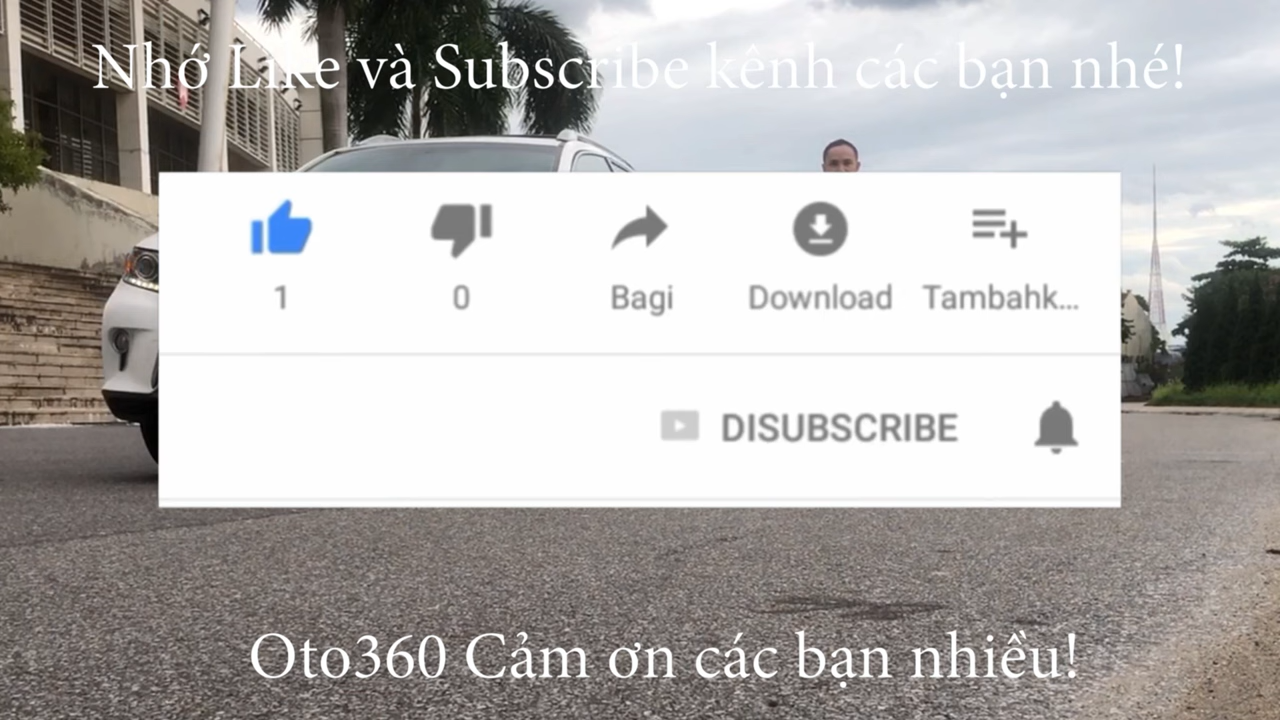 Nhớ Like và Subscribe kênh các bạn nhé!
1 0 Bagi Download Tambahk...
DISUBSCRIBE
Oto360 Cảm ơn các bạn nhiều!